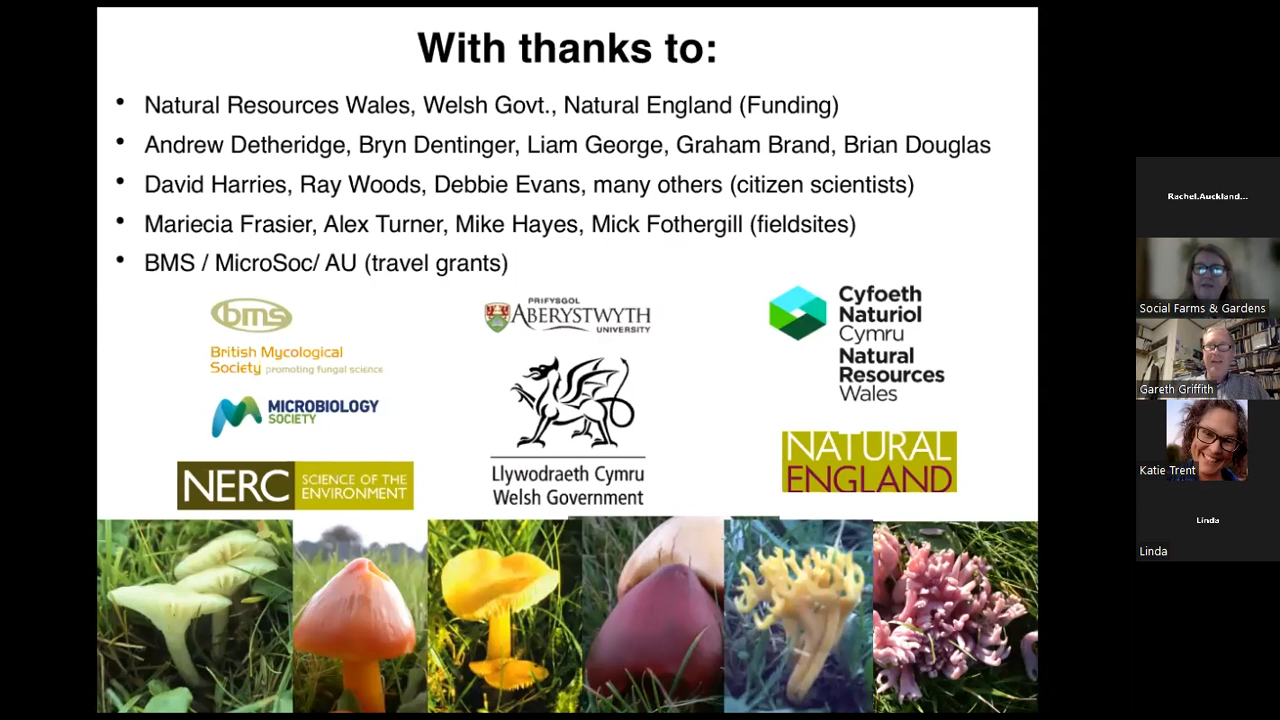 With thanks to:
• Natural Resources Wales, Welsh Govt., Natural England (Funding)
• Andrew Detheridge, Bryn Dentinger, Liam George, Graham Brand, Brian Douglas
• David Harries, Ray Woods, Debbie Evans, many others (citizen scientists)
• Mariecia Frasier, Alex Turner, Mike Hayes, Mick Fothergill (fieldsites)
• BMS / MicroSoc/ AU (travel grants)
bms
British Mycological
Society promoting fungal science
MICROBIOLOGY
SOCIETY
NERC SCIENCE OF THE
ENVIRONMENT
PRIFYSGOL
ABERYSTWYTH
UNIVERSITY
Llywodraeth Cymru
Welsh Government
Cyfoeth
Naturiol
Cymru
Natural
Resources
Wales
NATURAL
ENGLAND
Rachel.Auckland...
Social Farms & Gardens
Gareth Griffith
Katie Trent
Linda
Linda